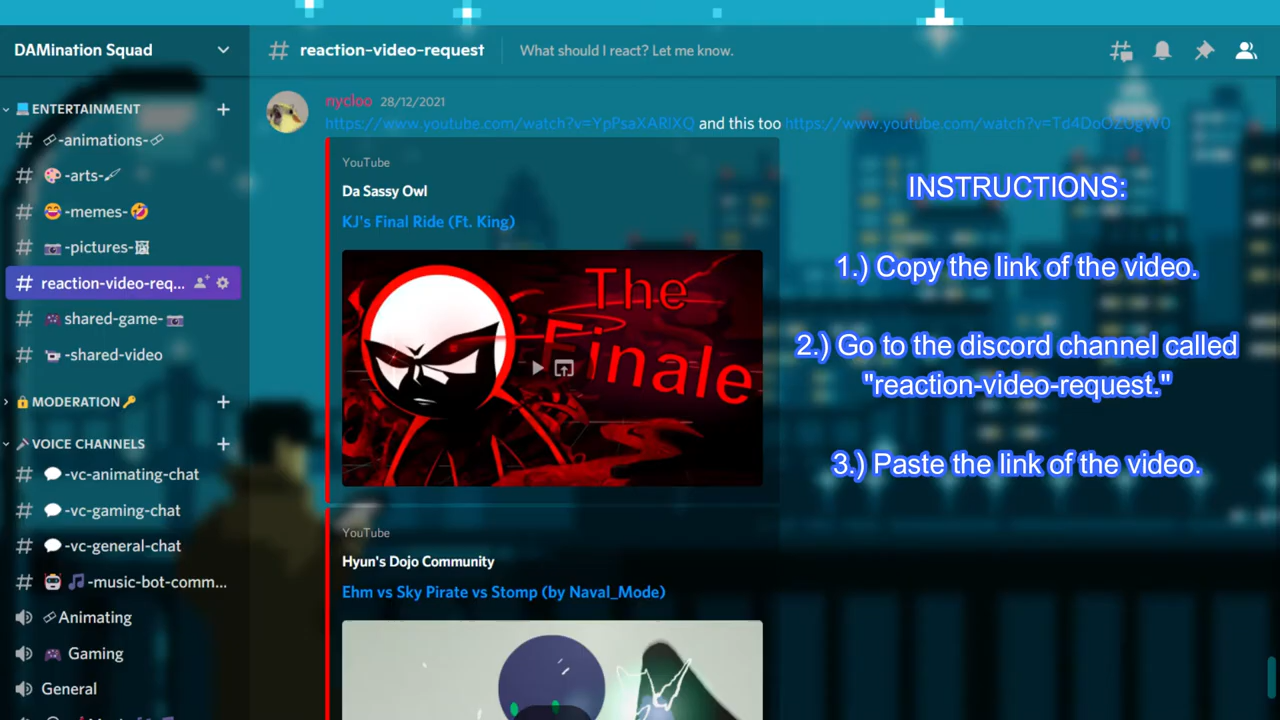 DAMination Squad
ENTERTAINMENT
-animations-
-arts-
-memes-
-pictures-
reaction-video-req...
-shared-game-
-shared-video
MODERATION
VOICE CHANNELS
-vc-animating-chat
-vc-gaming-chat
-vc-general-chat
-music-bot-comm...
Animating
Gaming
General
# reaction-video-request
What should I react? Let me know.
nycloo 28/12/2021
https://www.youtube.com/watch?v=YpPsaXARlXQ and this too https://www.youtube.com/watch?v=Td4DoOZUgW0
YouTube
Da Sassy Owl
KJ's Final Ride (Ft. King)
The
Finale
YouTube
Hyun's Dojo Community
Ehm vs Sky Pirate vs Stomp (by Naval_Mode)
INSTRUCTIONS:
1.) Copy the link of the video.
2.) Go to the discord channel called
"reaction-video-request."
3.) Paste the link of the video.